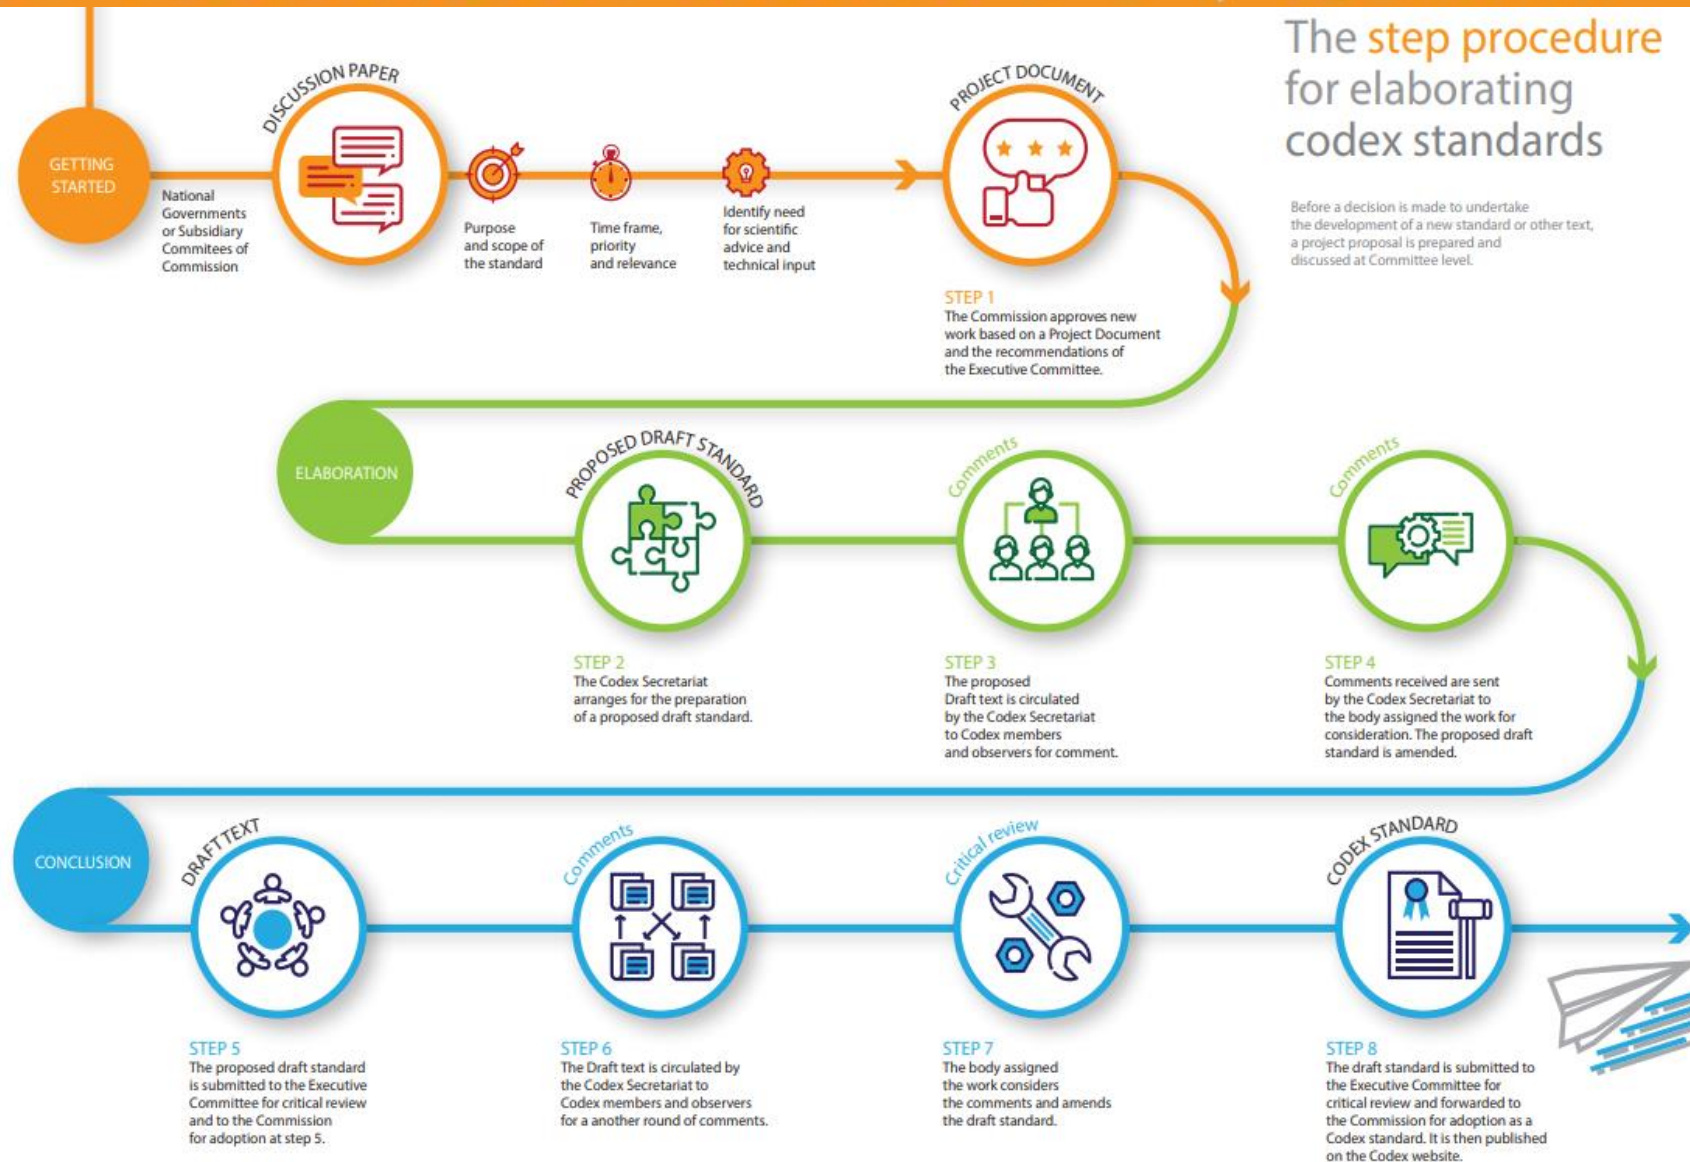 The step procedure
for elaborating
codex standards
Before a decision is made to undertake
the development of a new standard or other text,
a project proposal is prepared and
discussed at Committee level.
GETTING
STARTED
National
Governments
or Subsidiary
Commitees of
Commission
DISCUSSION PAPER
Purpose
and scope of
the standard
Time frame,
priority
and relevance
Identify need
for scientific
advice and
technical input
PROJECT DOCUMENT
STEP 1
The Commission approves new
work based on a Project Document
and the recommendations of
the Executive Committee.
ELABORATION
PROPOSED DRAFT STANDARD
STEP 2
The Codex Secretariat
arranges for the preparation
of a proposed draft standard.
Comments
STEP 3
The proposed
Draft text is circulated
by the Codex Secretariat
to Codex members
and observers for comment.
Comments
STEP 4
Comments received are sent
by the Codex Secretariat to
the body assigned the work for
consideration. The proposed draft
standard is amended.
CONCLUSION
DRAFT TEXT
STEP 5
The proposed draft standard
is submitted to the Executive
Committee for critical review
and to the Commission
for adoption at step 5.
Comments
STEP 6
The Draft text is circulated by
the Codex Secretariat to
Codex members and observers
for a another round of comments.
Critical review
STEP 7
The body assigned
the work considers
the comments and amends
the draft standard.
CODEX STANDARD
STEP 8
The draft standard is submitted to
the Executive Committee for
critical review and forwarded to
the Commission for adoption as a
Codex standard. It is then published
on the Codex website.